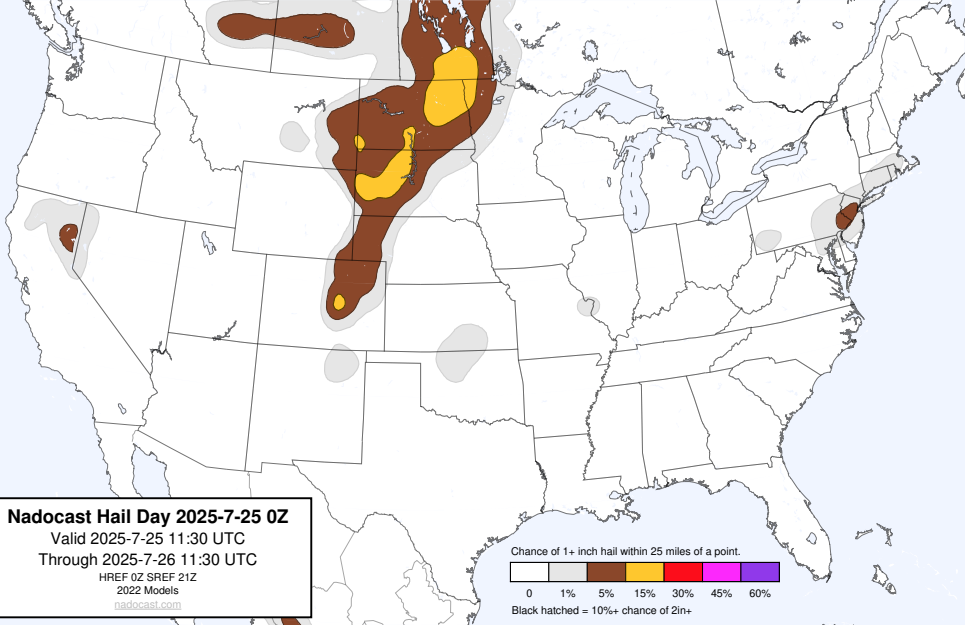 Nadocast Hail Day 2025-7-25 0Z
Valid 2025-7-25 11:30 UTC
Through 2025-7-26 11:30 UTC
HREF 0Z SREF 21Z
2022 Models
nadocast.com
Chance of 1+ inch hail within 25 miles of a point.
0 1% 5% 15% 30% 45% 60%
Black hatched = 10%+ chance of 2in+